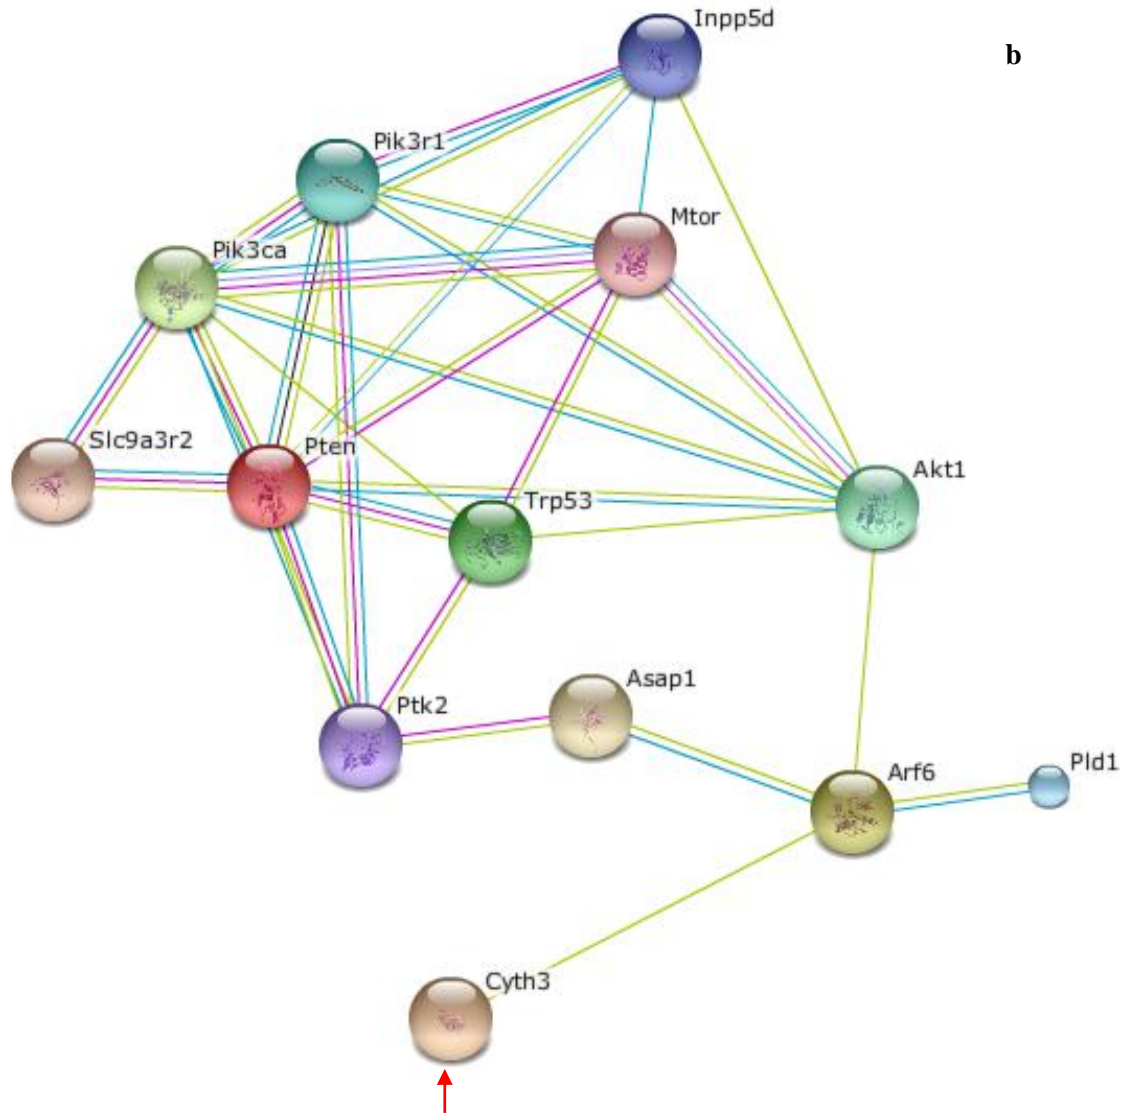 Inpp5d
b
Pik3r1
Mtor
Pik3ca
Slc9a3r2
Pten
Akt1
Trp53
Asap1
Ptk2
Pld1
Arf6
Cyth3